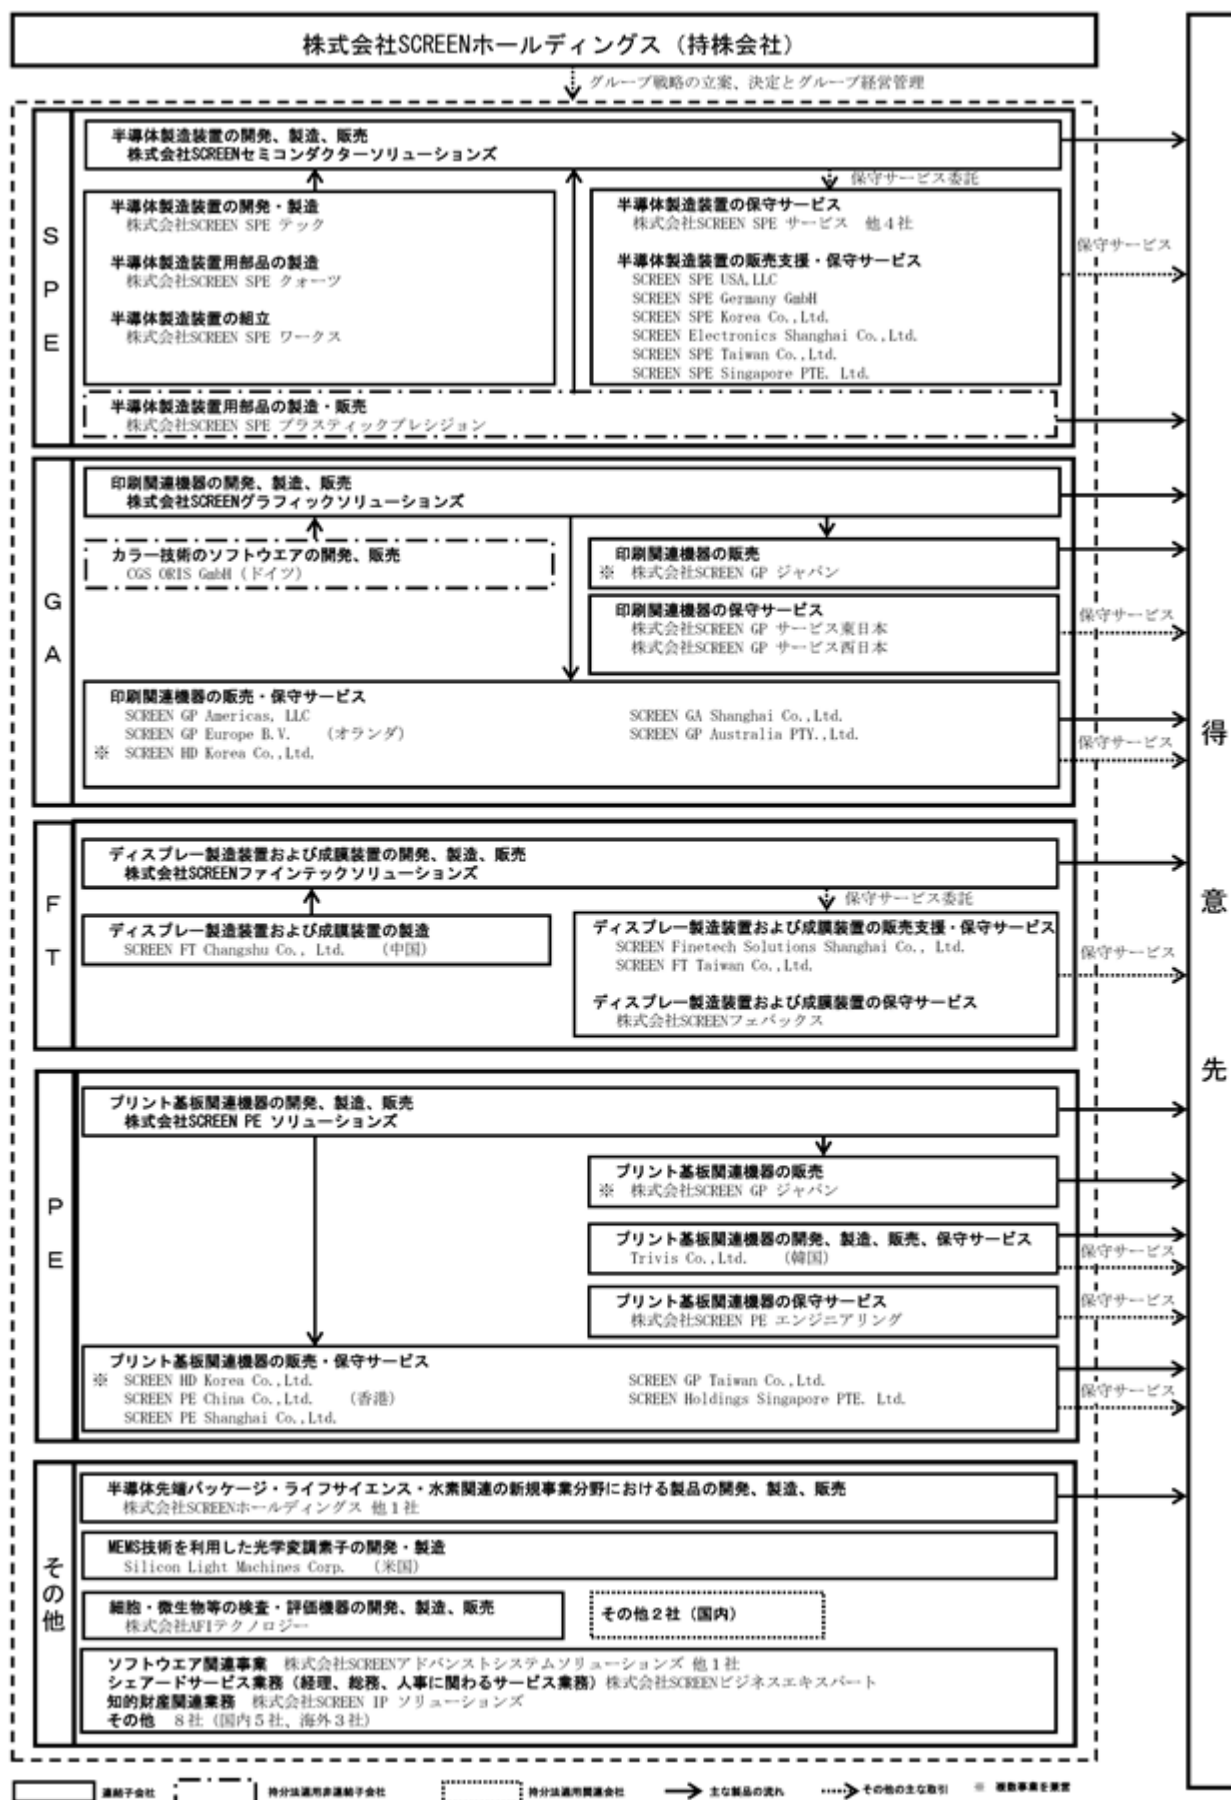 株式会社SCREENホールディングス（持株会社）
グループ戦略の立案、決定とグループ経営管理
SPE
半導体製造装置の開発、製造、販売
株式会社SCREENセミコンダクターソリューションズ
保守サービス委託
半導体製造装置の開発・製造
株式会社SCREEN SPE テック
半導体製造装置用部品の製造
株式会社SCREEN SPE クォーツ
半導体製造装置の組立
株式会社SCREEN SPE ワークス
半導体製造装置の保守サービス
株式会社SCREEN SPE サービス 他４社
半導体製造装置の販売支援・保守サービス
SCREEN SPE USA,LLC
SCREEN SPE Germany GmbH
SCREEN SPE Korea Co.,Ltd.
SCREEN Electronics Shanghai Co.,Ltd.
SCREEN SPE Taiwan Co.,Ltd.
SCREEN SPE Singapore PTE. Ltd.
保守サービス
半導体製造装置用部品の製造・販売
株式会社SCREEN SPE プラスティックプレシジョン
GA
印刷関連機器の開発、製造、販売
株式会社SCREENグラフィックソリューションズ
カラー技術のソフトウエアの開発、販売
CGS ORIS GmbH（ドイツ）
印刷関連機器の販売
※ 株式会社SCREEN GP ジャパン
印刷関連機器の保守サービス
株式会社SCREEN GP サービス東日本
株式会社SCREEN GP サービス西日本
保守サービス
印刷関連機器の販売・保守サービス
SCREEN GP Americas, LLC
SCREEN GP Europe B.V. （オランダ）
※ SCREEN HD Korea Co.,Ltd.
SCREEN GA Shanghai Co.,Ltd.
SCREEN GP Australia PTY.,Ltd.
保守サービス
得意先
FT
ディスプレー製造装置および成膜装置の開発、製造、販売
株式会社SCREENファインテックソリューションズ
保守サービス委託
ディスプレー製造装置および成膜装置の製造
SCREEN FT Changshu Co., Ltd. （中国）
ディスプレー製造装置および成膜装置の販売支援・保守サービス
SCREEN Finetech Solutions Shanghai Co., Ltd.
SCREEN FT Taiwan Co.,Ltd.
ディスプレー製造装置および成膜装置の保守サービス
株式会社SCREENフェバックス
保守サービス
PE
プリント基板関連機器の開発、製造、販売
株式会社SCREEN PE ソリューションズ
プリント基板関連機器の販売
※ 株式会社SCREEN GP ジャパン
プリント基板関連機器の開発、製造、販売、保守サービス
Trivis Co.,Ltd. （韓国）
保守サービス
プリント基板関連機器の保守サービス
株式会社SCREEN PE エンジニアリング
保守サービス
プリント基板関連機器の販売・保守サービス
※ SCREEN HD Korea Co.,Ltd.
SCREEN PE China Co.,Ltd. （香港）
SCREEN PE Shanghai Co.,Ltd.
SCREEN GP Taiwan Co.,Ltd.
SCREEN Holdings Singapore PTE. Ltd.
保守サービス
その他
半導体先端パッケージ・ライフサイエンス・水素関連の新規事業分野における製品の開発、製造、販売
株式会社SCREENホールディングス 他１社
MEMS技術を利用した光学変調素子の開発・製造
Silicon Light Machines Corp. （米国）
細胞・微生物等の検査・評価機器の開発、製造、販売
株式会社AFIテクノロジー
その他２社（国内）
ソフトウエア関連事業 株式会社SCREENアドバンストシステムソリューションズ 他１社
シェアードサービス業務（経理、総務、人事に関わるサービス業務）株式会社SCREENビジネスエキスパート
知的財産関連業務 株式会社SCREEN IP ソリューションズ
その他 ８社（国内５社、海外３社）
連結子会社 持分法適用非連結子会社 持分法適用関連会社 主な製品の流れ その他の主な取引 ※ 複数事業を兼営